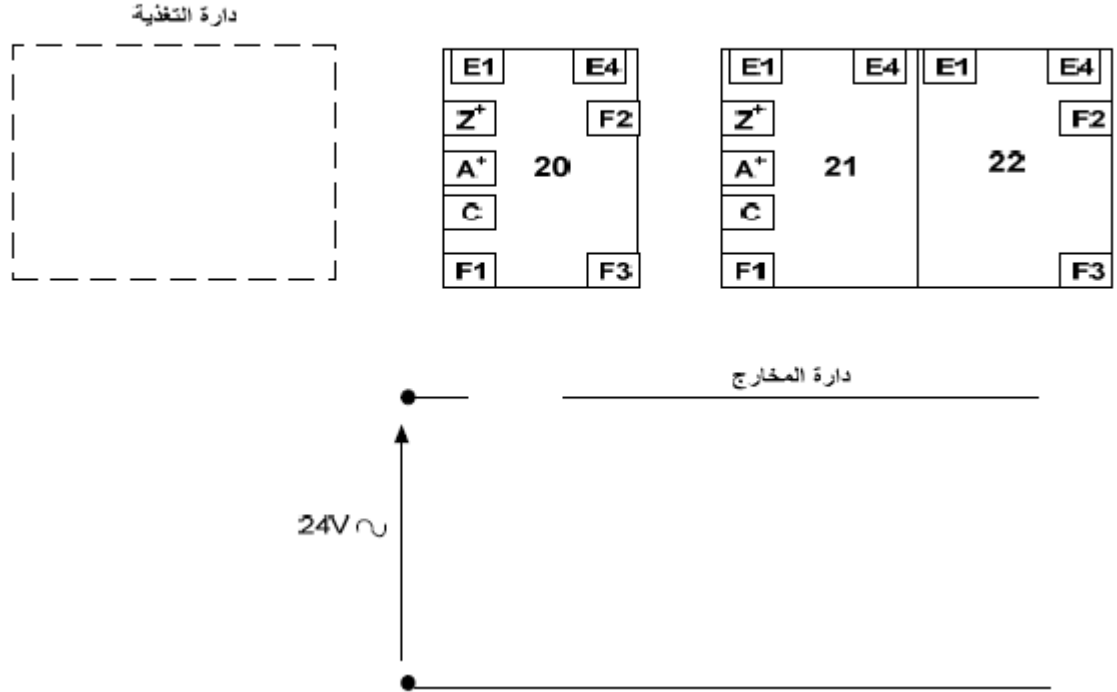 دارة التغذية
E1 E4 E1 E4 E1 E4
Z+ F2 Z+ F2
A+ 20 A+ 21 22
C C
F1 F3 F1 F3
دارة المخارج
24V ~